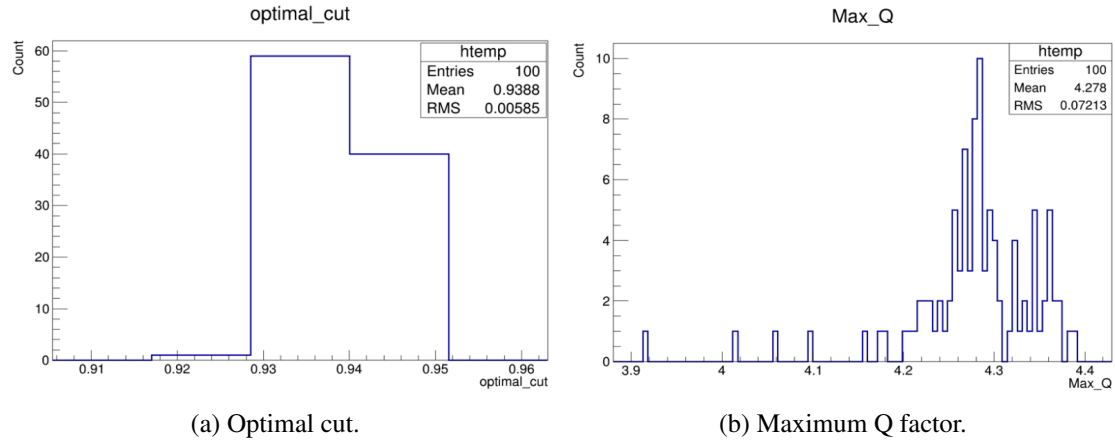 optimal_cut
Count
htemp
Entries 100
Mean 0.9388
RMS 0.00585
60
50
40
30
20
10
0
0.91 0.92 0.93 0.94 0.95 0.96
optimal_cut
(a) Optimal cut.
Max_Q
Count
htemp
Entries 100
Mean 4.278
RMS 0.07213
10
8
6
4
2
0
3.9 4 4.1 4.2 4.3 4.4
Max_Q
(b) Maximum Q factor.